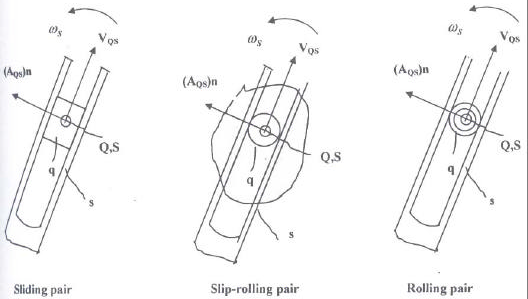 ωs
VQS
(AQS)n
Q,S
q
s
Sliding pair
ωs
VQS
(AQS)n
Q,S
q
s
Slip-rolling pair
ωs
VQS
(AQS)n
Q,S
q
s
Rolling pair